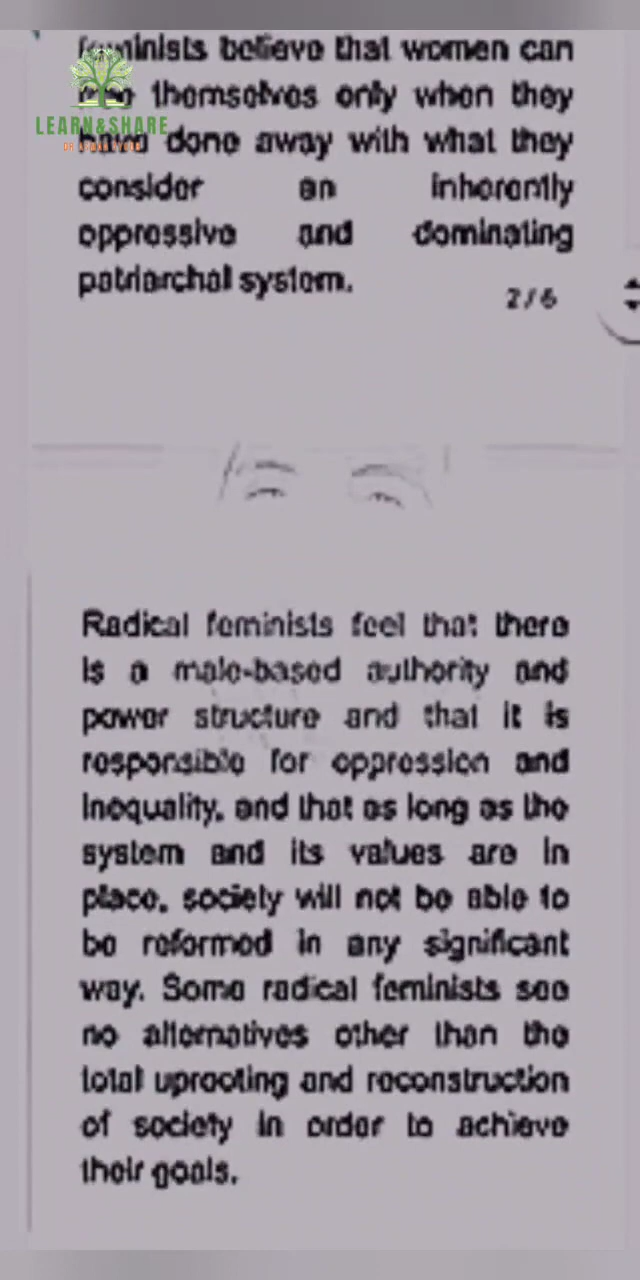 feminists believe that women can
free themselves only when they
LEARN&SHARE
have done away with what they
consider an inherently
oppressive and dominating
patriarchal system.
2/6
Radical feminists feel that there
is a male-based authority and
power structure and that it is
responsible for oppression and
inequality, and that as long as the
system and its values are in
place, society will not be able to
be reformed in any significant
way. Some radical feminists see
no alternatives other than the
total uprooting and reconstruction
of society in order to achieve
their goals.